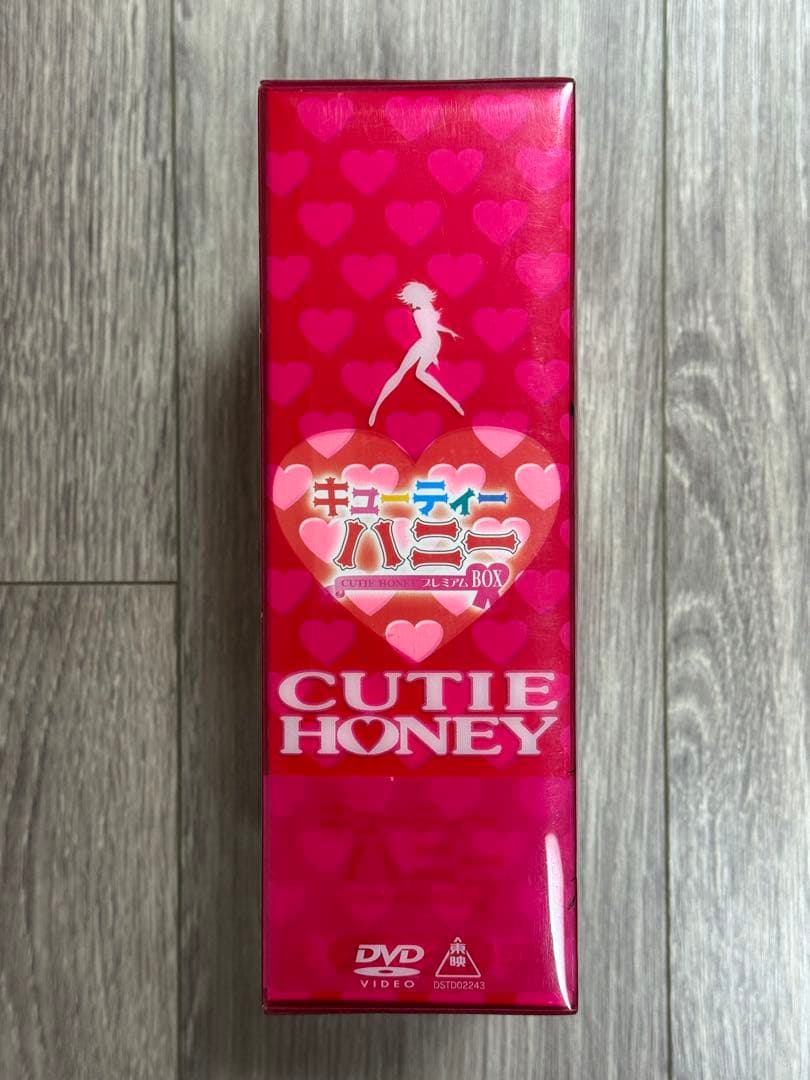 キューティー
ハニー
CUTIE HONEY プレミアム BOX
CUTIE
HONEY
DVD
VIDEO
東映
DSTD02243